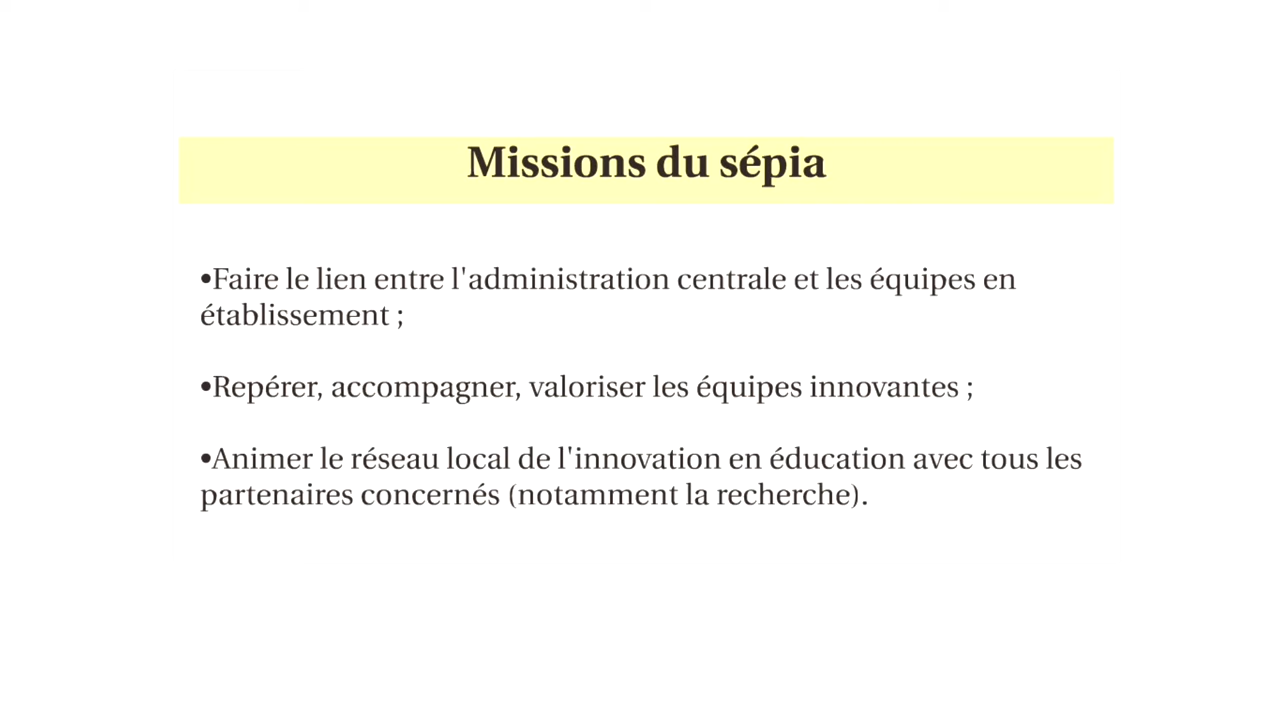 Missions du sépia
•Faire le lien entre l'administration centrale et les équipes en
établissement ;
•Repérer, accompagner, valoriser les équipes innovantes ;
•Animer le réseau local de l'innovation en éducation avec tous les
partenaires concernés (notamment la recherche).